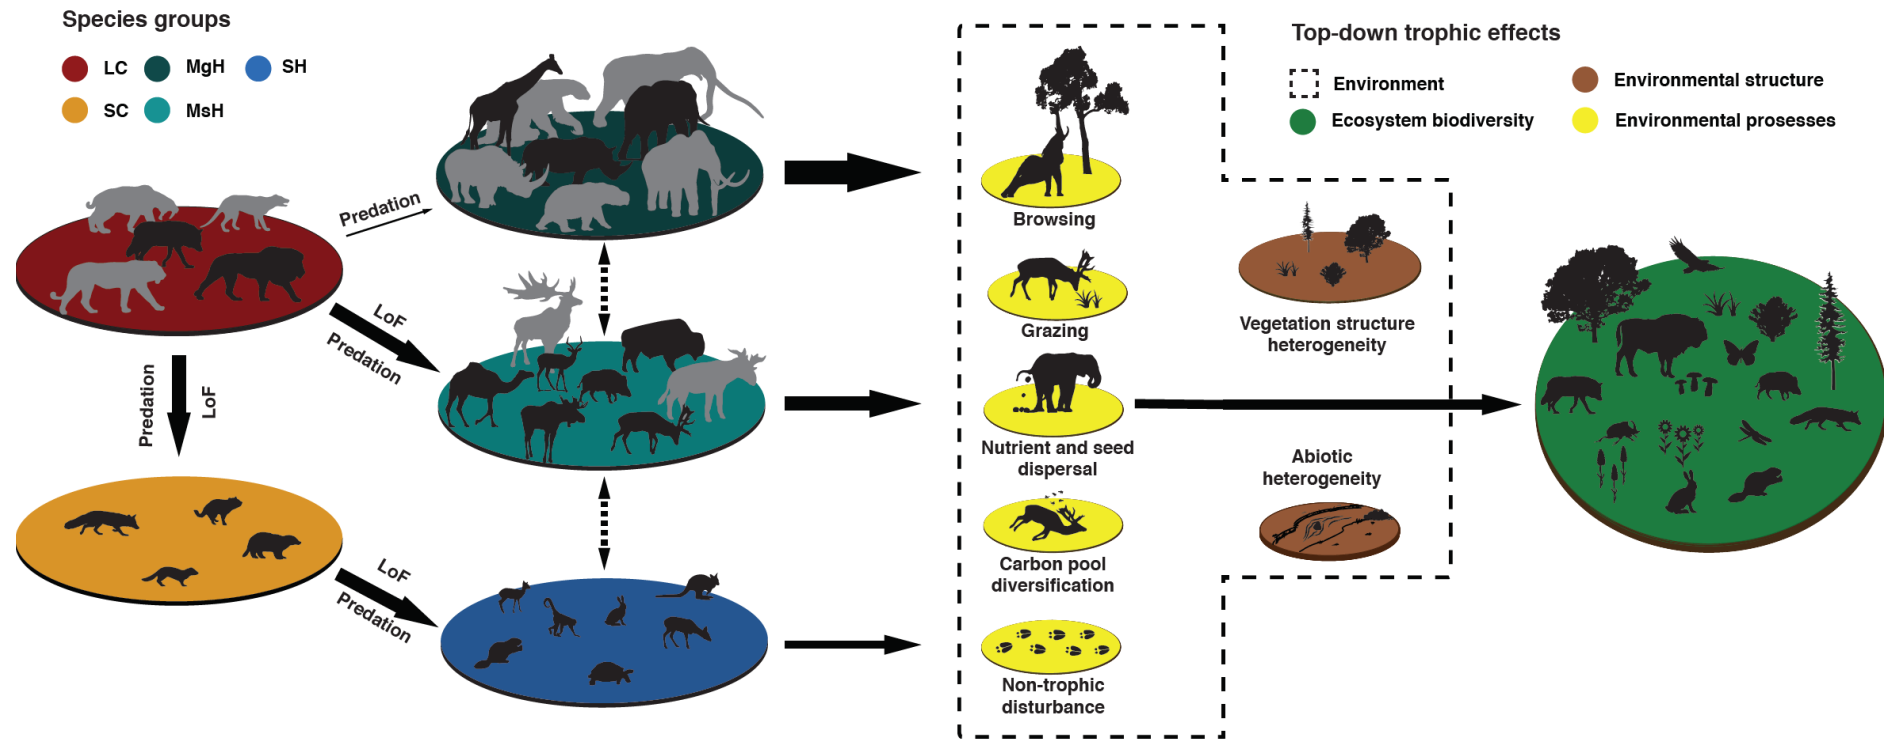 Species groups
LC
MgH
SH
SC
MsH
Top-down trophic effects
Environment
Environmental structure
Ecosystem biodiversity
Environmental prosesses
Predation
LoF
Predation
Predation
LoF
LoF
Predation
Browsing
Grazing
Nutrient and seed
dispersal
Carbon pool
diversification
Non-trophic
disturbance
Vegetation structure
heterogeneity
Abiotic
heterogeneity